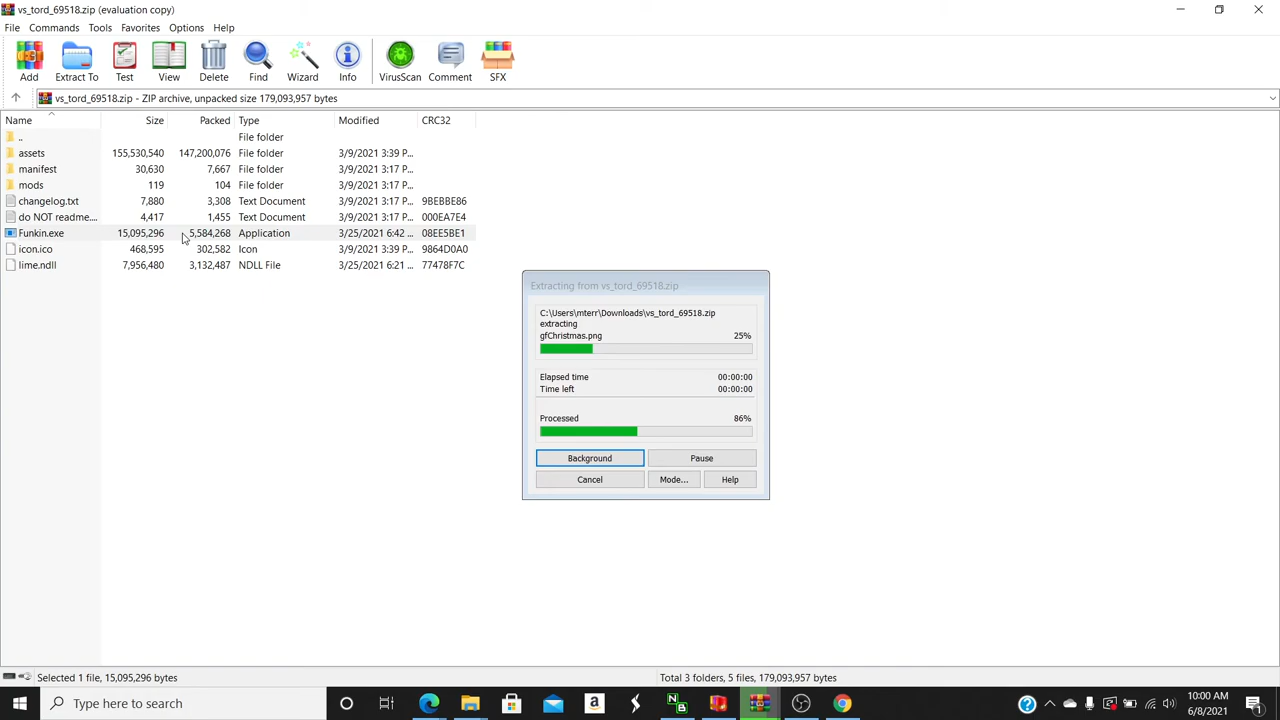 vs_tord_69518.zip (evaluation copy)
File Commands Tools Favorites Options Help
Add Extract To Test View Delete Find Wizard Info VirusScan Comment SFX
vs_tord_69518.zip - ZIP archive, unpacked size 179,093,957 bytes
Name Size Packed Type Modified CRC32
.. File folder
assets 155,530,540 147,200,076 File folder 3/9/2021 3:39 P...
manifest 30,630 7,667 File folder 3/9/2021 3:17 P...
mods 119 104 File folder 3/9/2021 3:17 P...
changelog.txt 7,880 3,308 Text Document 3/9/2021 3:17 P... 9BEBBE86
do NOT readme.... 4,417 1,455 Text Document 3/9/2021 3:17 P... 000EA7E4
Funkin.exe 15,095,296 5,584,268 Application 3/25/2021 6:42 ... 08EE5BE1
icon.ico 468,595 302,582 Icon 3/9/2021 3:39 P... 9864D0A0
lime.ndll 7,956,480 3,132,487 NDLL File 3/25/2021 6:21 ... 77478F7C
Extracting from vs_tord_69518.zip
C:\Users\mterr\Downloads\vs_tord_69518.zip
extracting
gfChristmas.png 25%
Elapsed time 00:00:00
Time left 00:00:00
Processed 86%
Background Pause
Cancel Mode... Help
Selected 1 file, 15,095,296 bytes Total 3 folders, 5 files, 179,093,957 bytes
Type here to search
10:00 AM
6/8/2021
1